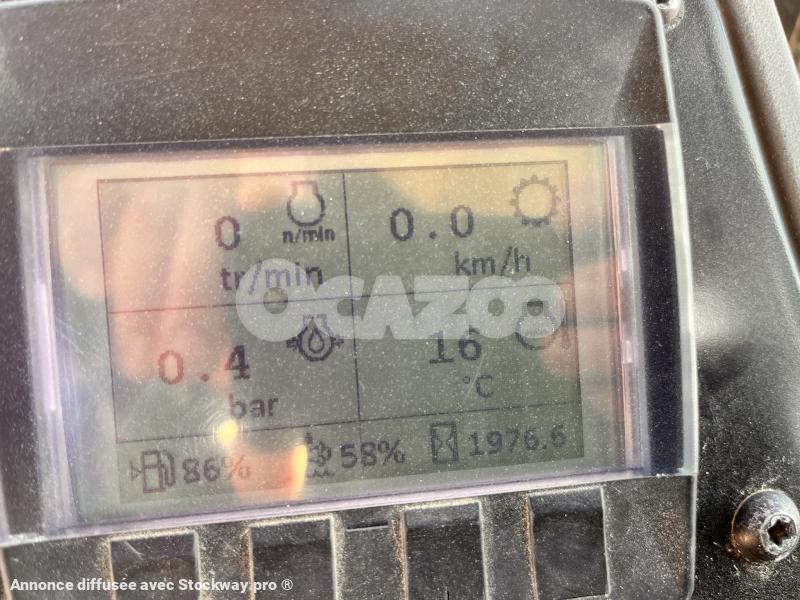 0 n/min 0.0
tr/min km/h
OCAZOO
0.4 16
bar °C
86% 58% 1976.6
Annonce diffusée avec Stockway.pro ®